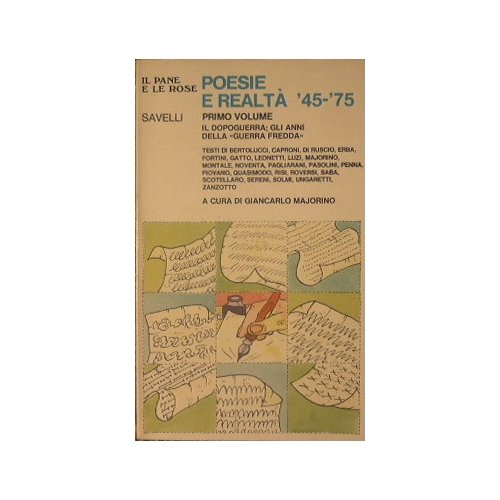 IL PANE
E LE ROSE
SAVELLI
POESIE
E REALTÀ '45-'75
PRIMO VOLUME
IL DOPOGUERRA; GLI ANNI
DELLA «GUERRA FREDDA»
TESTI DI BERTOLUCCI, CAPRONI, DI RUSCIO, ERBA,
FORTINI, GATTO, LEONETTI, LUZI, MAJORINO,
MONTALE, NOVENTA, PAGLIARANI, PASOLINI, PENNA,
PIOVANO, QUASIMODO, RISI, ROVERSI, SABA,
SCOTELLARO, SERENI, SOLMI, UNGARETTI,
ZANZOTTO
A CURA DI GIANCARLO MAJORINO